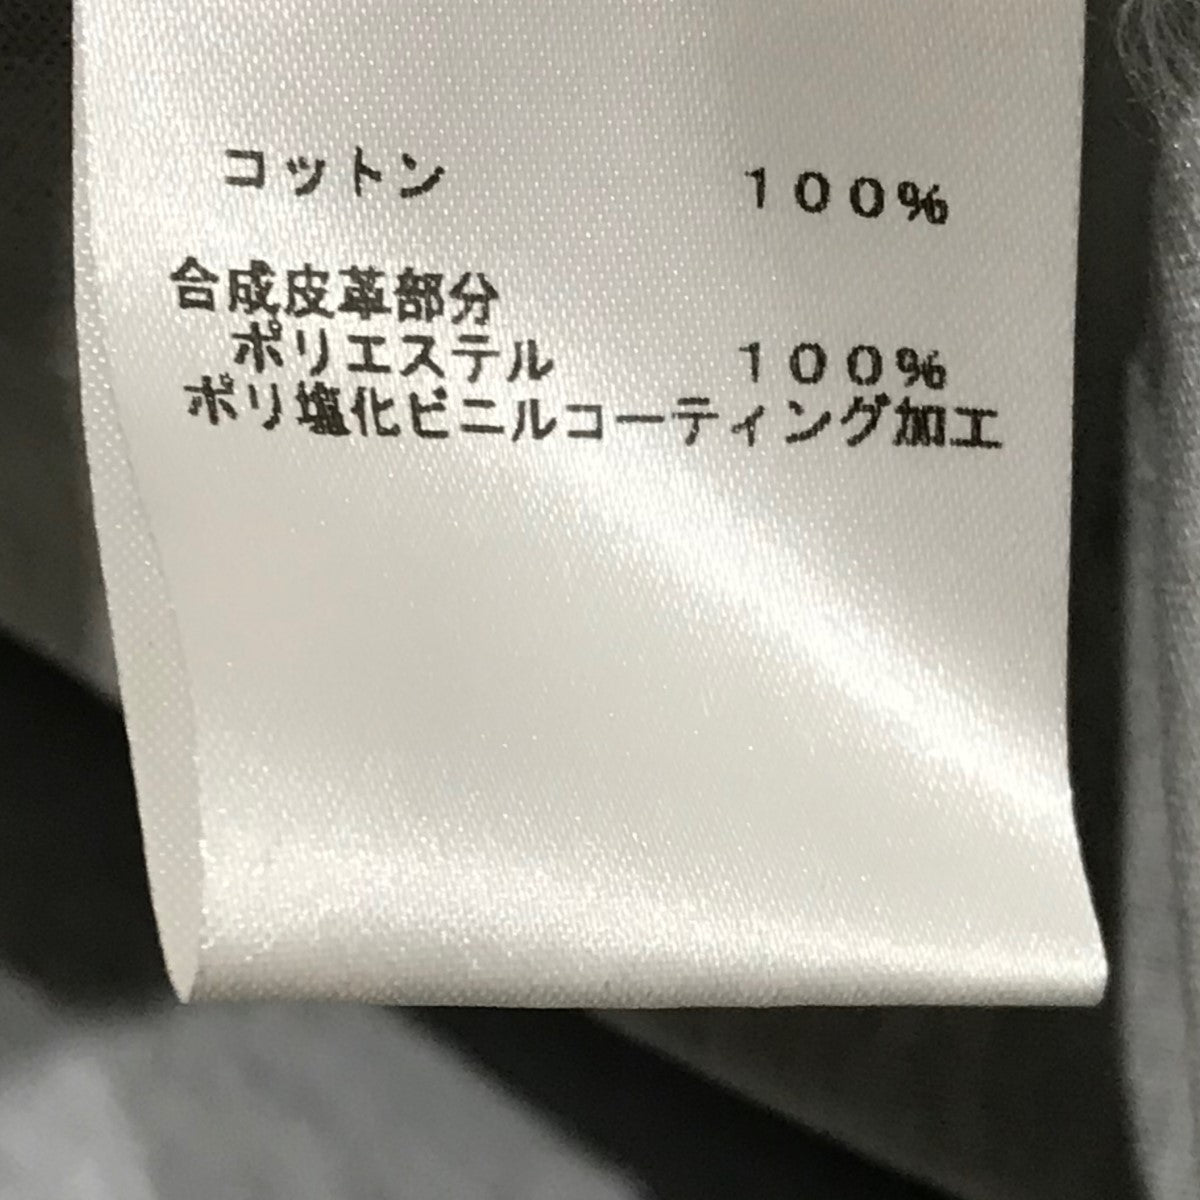 コットン 100%
合成皮革部分
ポリエステル 100%
ポリ塩化ビニルコーティング加工